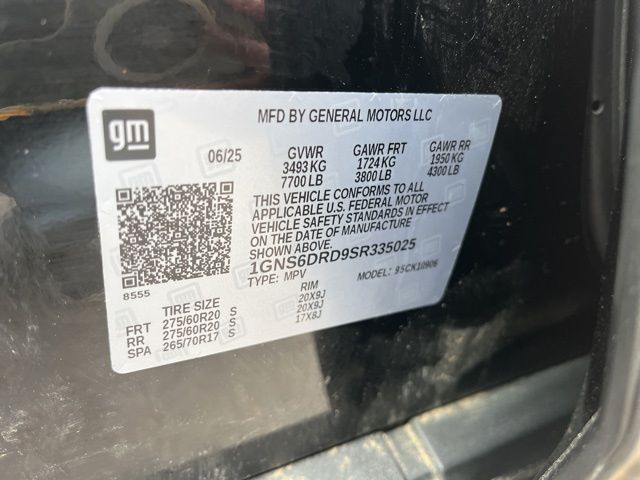 gm
MFD BY GENERAL MOTORS LLC
06/25 GVWR GAWR FRT GAWR RR
3493 KG 1724 KG 1950 KG
7700 LB 3800 LB 4300 LB
THIS VEHICLE CONFORMS TO ALL
APPLICABLE U.S. FEDERAL MOTOR
VEHICLE SAFETY STANDARDS IN EFFECT
ON THE DATE OF MANUFACTURE
SHOWN ABOVE.
1GNS6DRD9SR335025
TYPE: MPV MODEL: 95CK10906
8555
TIRE SIZE RIM
FRT 275/60R20 S 20X9J
RR 275/60R20 S 20X9J
SPA 265/70R17 S 17X8J